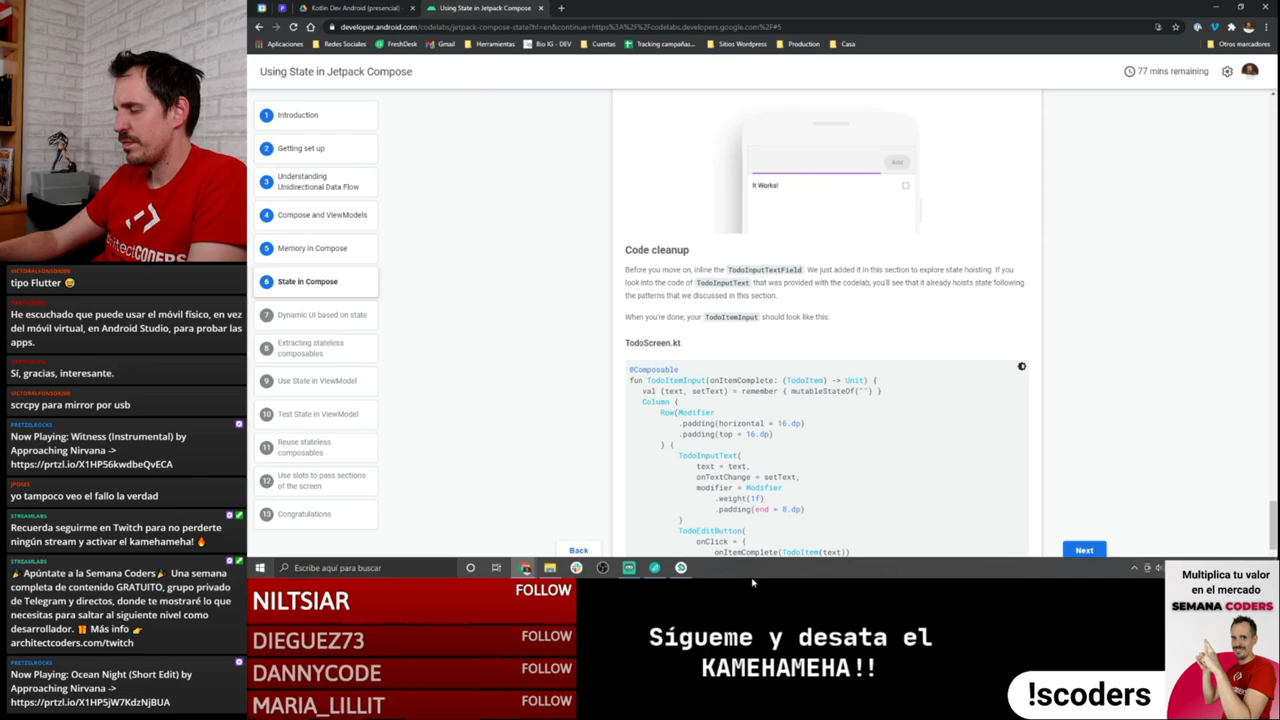 Kotlin Dev Android (presencial)
Using State in Jetpack Compose
developer.android.com/codelabs/jetpack-compose-state?hl=en&continue=https%3A%2F%2Fcodelabs.developers.google.com%2F#5
Aplicaciones
Redes Sociales
FreshDesk
Gmail
Herramientas
Bio IG - DEV
Cuentas
Tracking campañas...
Sitios Wordpress
Production
Casa
Otros marcadores
Using State in Jetpack Compose
77 mins remaining
1 Introduction
2 Getting set up
3 Understanding
Unidirectional Data Flow
4 Compose and ViewModels
5 Memory in Compose
6 State in Compose
7 Dynamic UI based on state
8 Extracting stateless
composables
9 Use State in ViewModel
10 Test State in ViewModel
11 Reuse stateless
composables
12 Use slots to pass sections
of the screen
13 Congratulations
Add
It Works!
Code cleanup
Before you move on, inline the TodoInputTextField. We just added it in this section to explore state hoisting. If you
look into the code of TodoInputText that was provided with the codelab, you'll see that it already hoists state following
the patterns that we discussed in this section.
When you're done, your TodoItemInput should look like this:
TodoScreen.kt
@Composable
fun TodoItemInput(onItemComplete: (TodoItem) -> Unit) {
val (text, setText) = remember { mutableStateOf("") }
Column {
Row(Modifier
.padding(horizontal = 16.dp)
.padding(top = 16.dp)
) {
TodoInputText(
text = text,
onTextChange = setText,
modifier = Modifier
.weight(1f)
.padding(end = 8.dp)
)
TodoEditButton(
onClick = {
onItemComplete(TodoItem(text))
Back
Next
Escribe aquí para buscar
tipo Flutter
He escuchado que puede usar el móvil físico, en vez
del móvil virtual, en Android Studio, para probar las
apps.
Sí, gracias, interesante.
scrcpy para mirror por usb
PRETZELROCKS
Now Playing: Witness (Instrumental) by
Approaching Nirvana ->
https://prtzl.io/X1HP56kwdbeQvECA
yo tampoco veo el fallo la verdad
STREAMLABS
Recuerda seguirme en Twitch para no perderte
ningún stream y activar el kamehameha!
STREAMLABS
Apúntate a la Semana Coders Una semana
completa de contenido GRATUITO, grupo privado
de Telegram y directos, donde te mostraré lo que
necesitas para saltar al siguiente nivel como
desarrollador. Más info
architectcoders.com/twitch
PRETZELROCKS
Now Playing: Ocean Night (Short Edit) by
Approaching Nirvana ->
https://prtzl.io/X1HP5jW7KdzNjNBUA
NILTSIAR FOLLOW
DIEGUEZ73 FOLLOW
DANNYCODE FOLLOW
MARIA_LILLIT FOLLOW
Sígueme y desata el
KAMEHAMEHA!!
Multiplica tu valor
en el mercado
SEMANA CODERS
!scoders